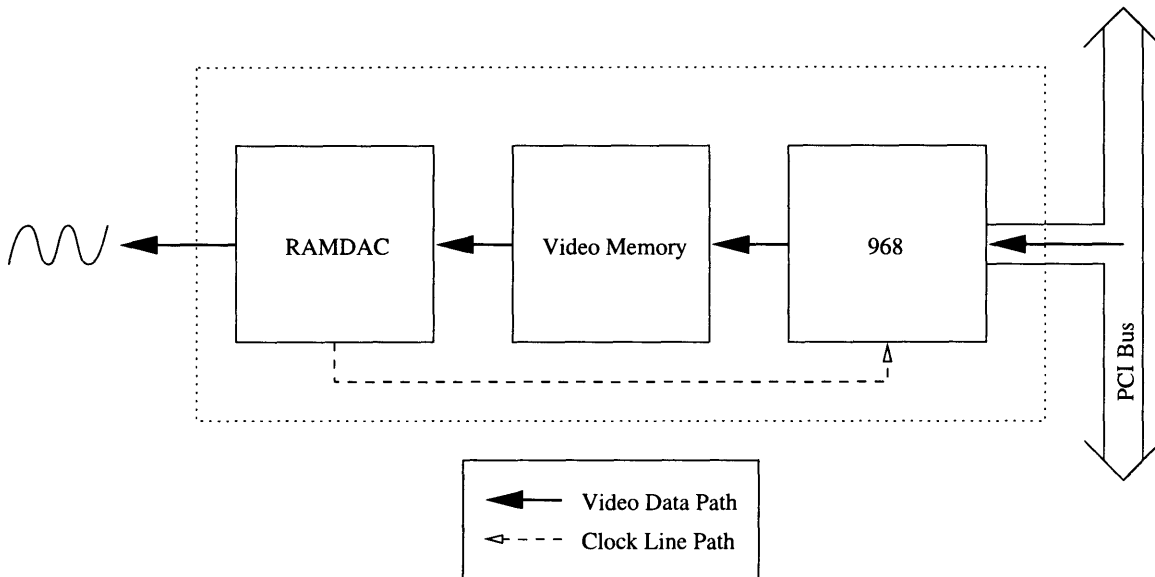 RAMDAC
Video Memory
968
PCI Bus
Video Data Path
Clock Line Path